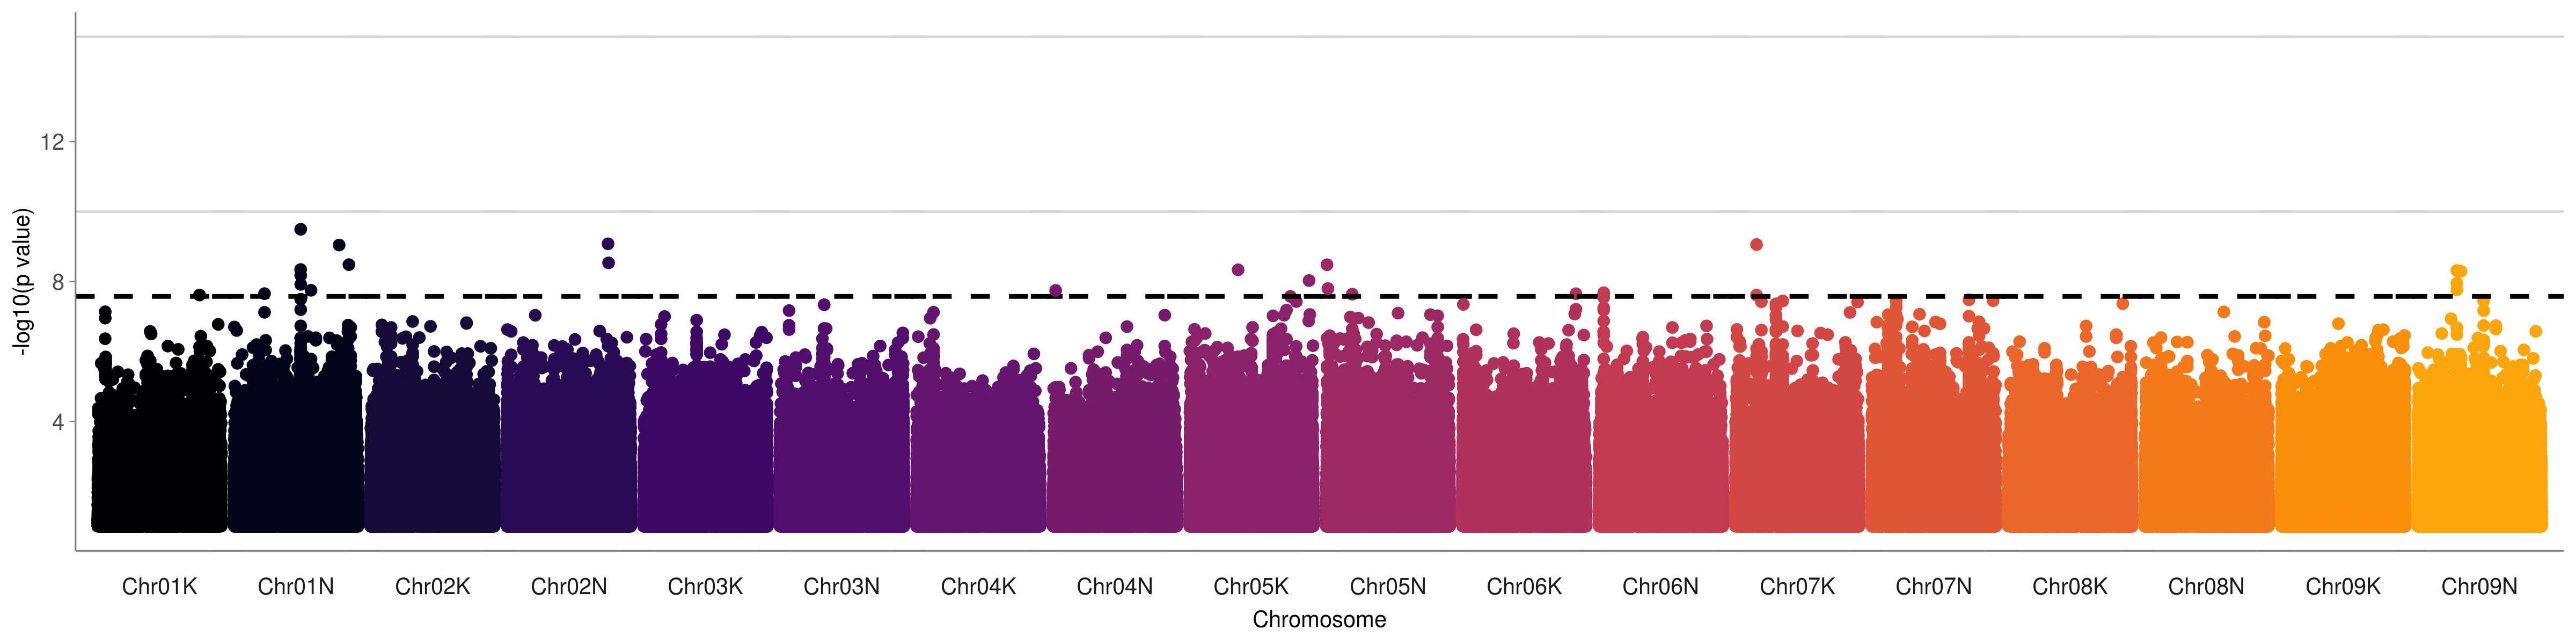 -log10(p value)
12
8
4
Chr01K Chr01N Chr02K Chr02N Chr03K Chr03N Chr04K Chr04N Chr05K Chr05N Chr06K Chr06N Chr07K Chr07N Chr08K Chr08N Chr09K Chr09N
Chromosome